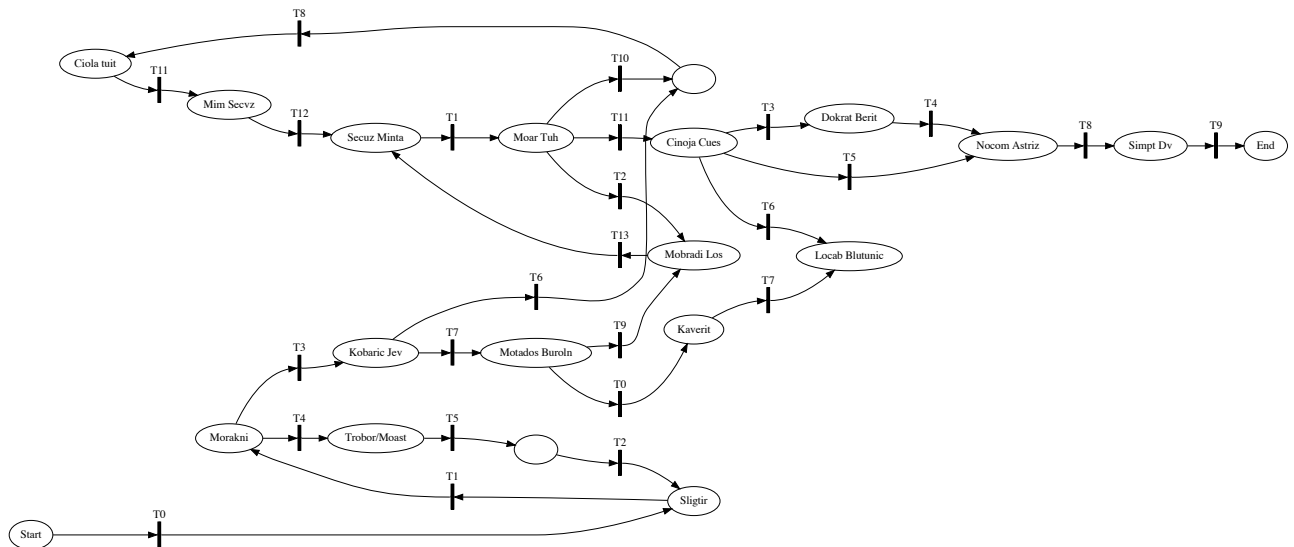 T8
Ciola tuit
T11
Mim Secvz
T12
Secuz Minta
T1
Moar Tuh
T10
T11
T2
T13
Cinoja Cues
T3
Dokrat Berit
T4
T5
Nocom Astriz
T8
Simpt Dv
T9
End
T6
Mobradi Los
Locab Blutunic
T6
T7
Kaverit
T3
Kobaric Jev
T7
Motados Buroln
T9
T0
Morakni
T4
Trobor/Moast
T5
T2
T1
Sligtir
Start
T0